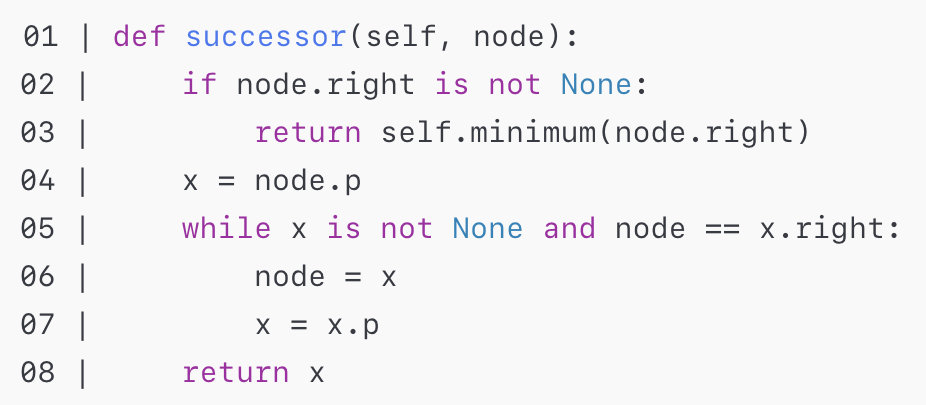 01 | def successor(self, node):
02 |     if node.right is not None:
03 |         return self.minimum(node.right)
04 |     x = node.p
05 |     while x is not None and node == x.right:
06 |         node = x
07 |         x = x.p
08 |     return x